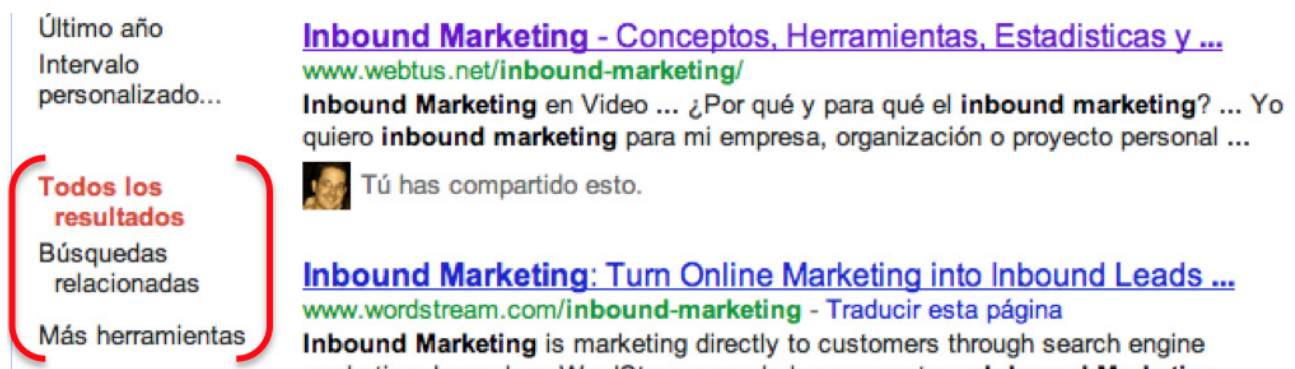 Último año
Intervalo
personalizado...
Todos los
resultados
Búsquedas
relacionadas
Más herramientas
Inbound Marketing - Conceptos, Herramientas, Estadisticas y ...
www.webtus.net/inbound-marketing/
Inbound Marketing en Video ... ¿Por qué y para qué el inbound marketing? ... Yo
quiero inbound marketing para mi empresa, organización o proyecto personal ...
Tú has compartido esto.
Inbound Marketing: Turn Online Marketing into Inbound Leads ...
www.wordstream.com/inbound-marketing - Traducir esta página
Inbound Marketing is marketing directly to customers through search engine